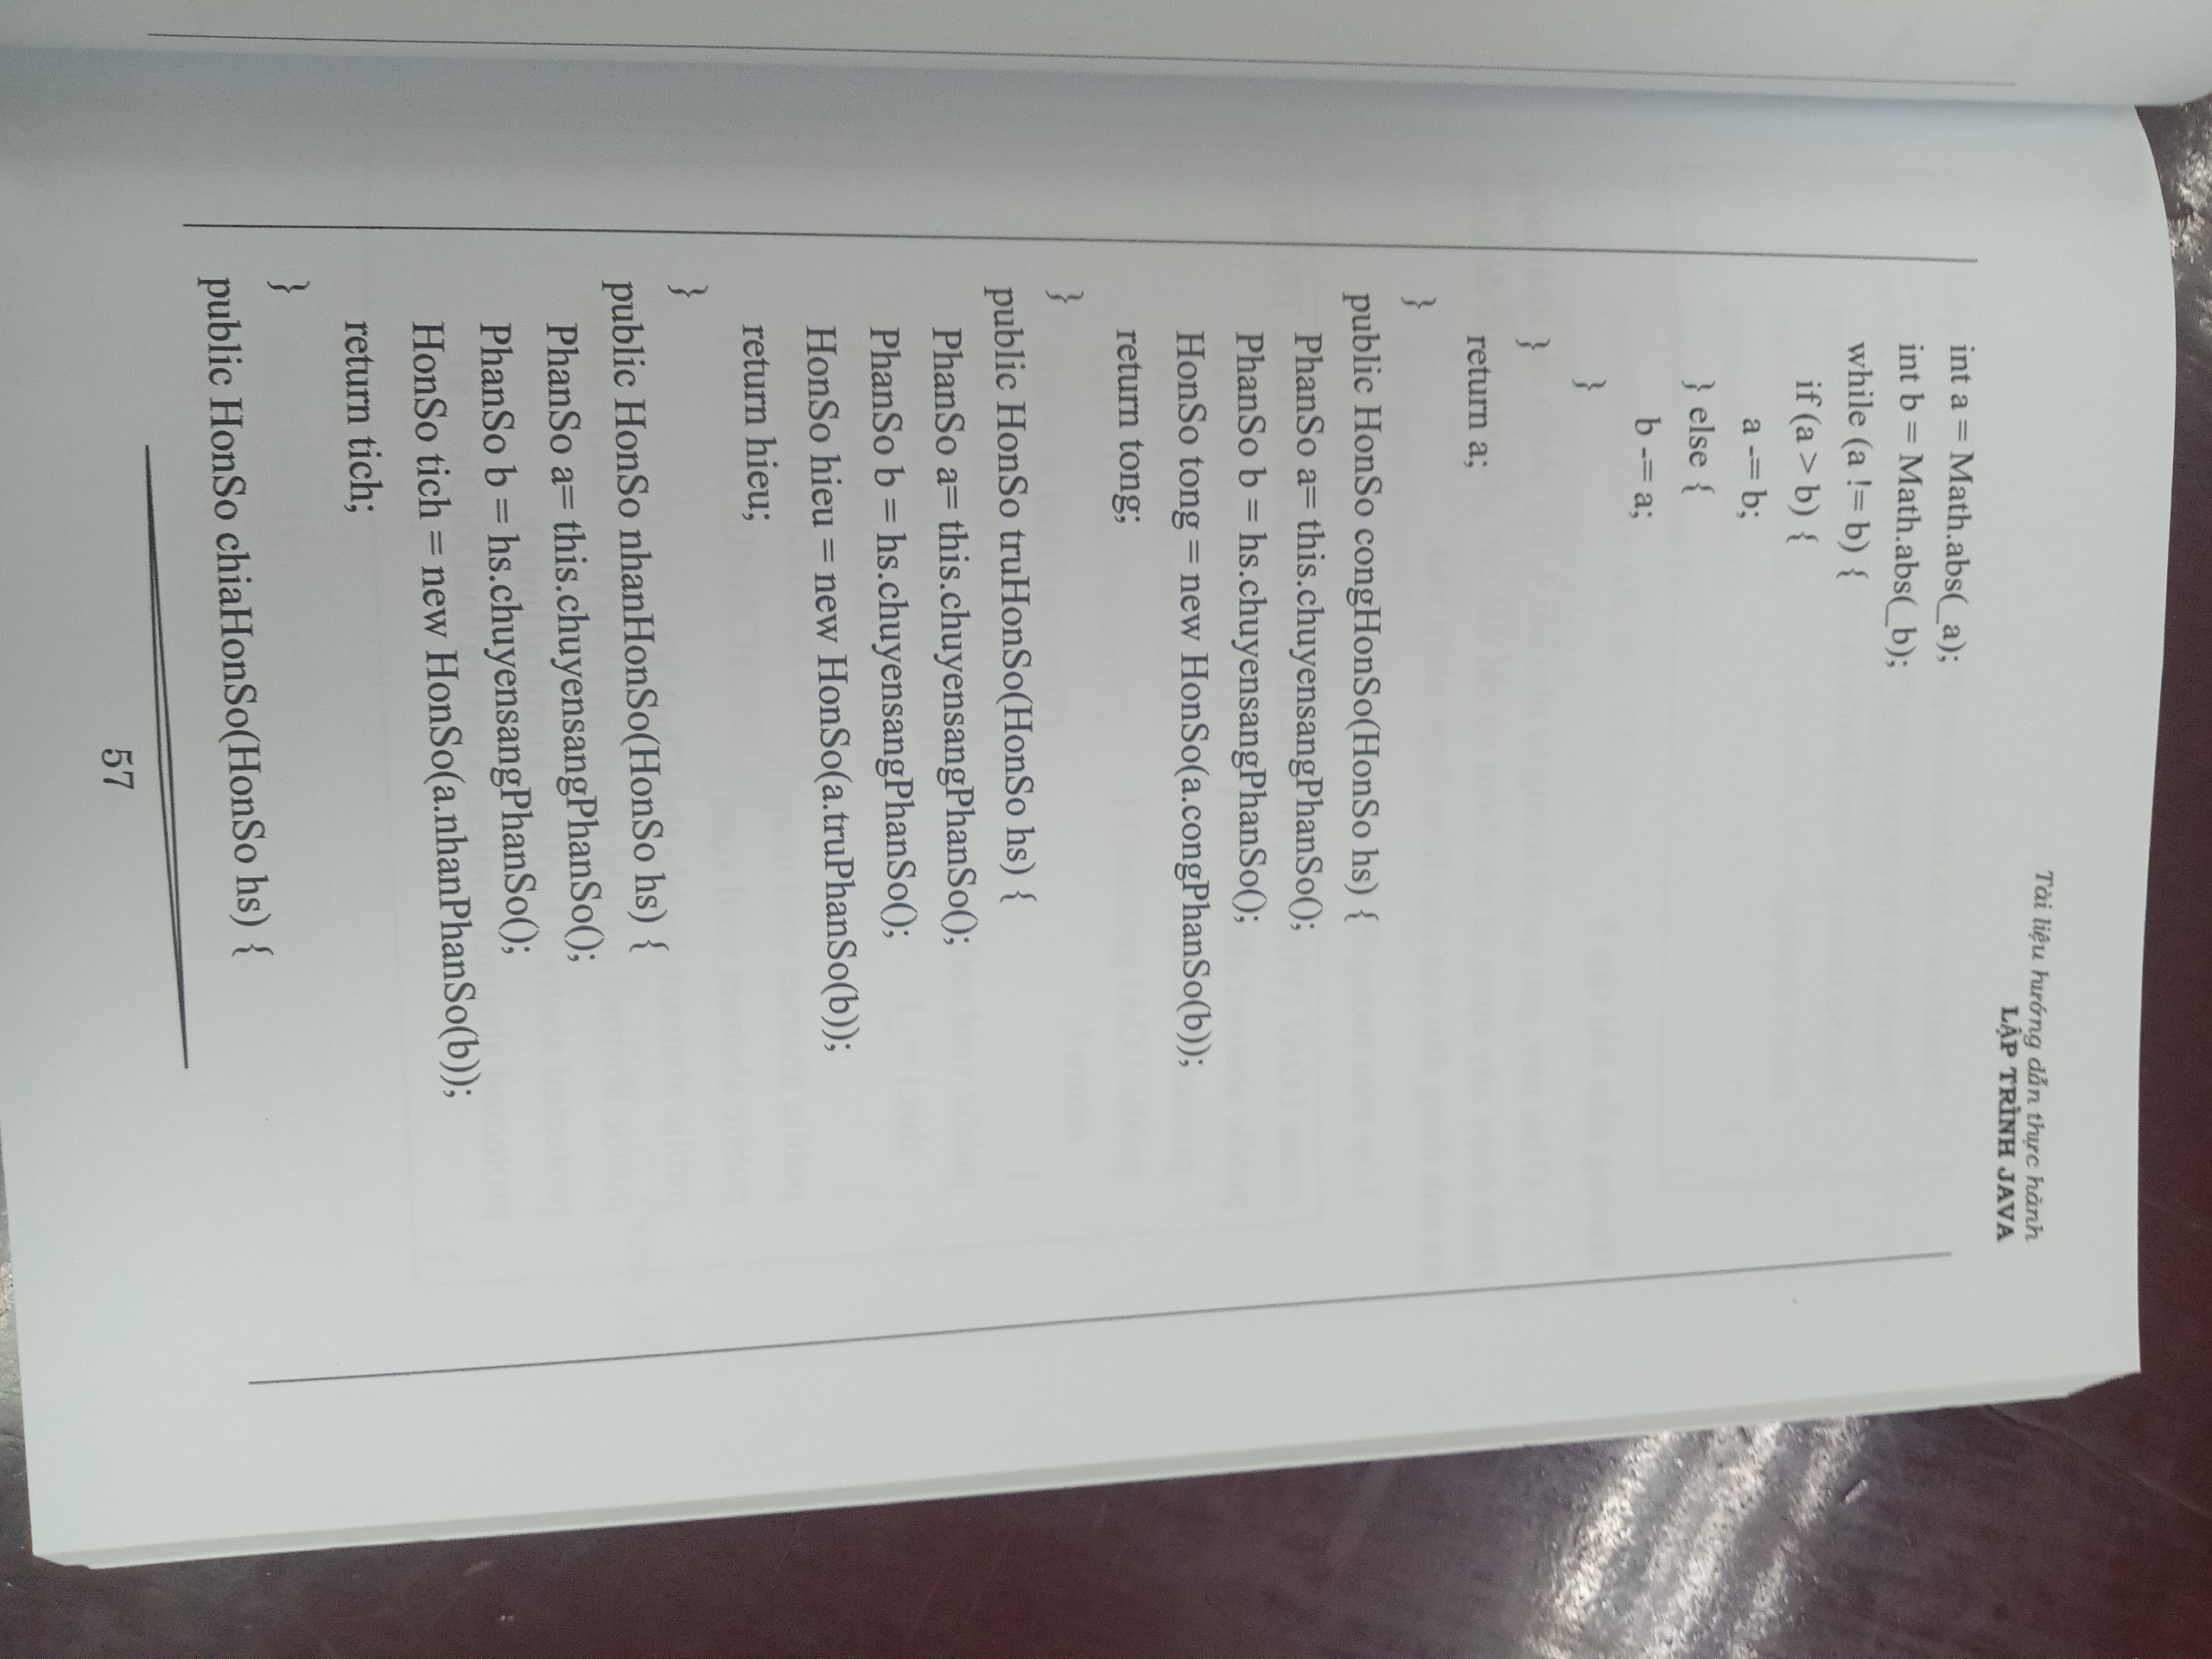 Tài liệu hướng dẫn thực hành
LẬP TRÌNH JAVA
int a = Math.abs(_a);
int b = Math.abs(_b);
while (a != b) {
if (a > b) {
a -= b;
} else {
b -= a;
}
}
return a;
}
public HonSo congHonSo(HonSo hs) {
PhanSo a= this.chuyensangPhanSo();
PhanSo b = hs.chuyensangPhanSo();
HonSo tong = new HonSo(a.congPhanSo(b));
return tong;
}
public HonSo truHonSo(HonSo hs) {
PhanSo a= this.chuyensangPhanSo();
PhanSo b = hs.chuyensangPhanSo();
HonSo hieu = new HonSo(a.truPhanSo(b));
return hieu;
}
public HonSo nhanHonSo(HonSo hs) {
PhanSo a= this.chuyensangPhanSo();
PhanSo b = hs.chuyensangPhanSo();
HonSo tich = new HonSo(a.nhanPhanSo(b));
return tich;
}
public HonSo chiaHonSo(HonSo hs) {
57